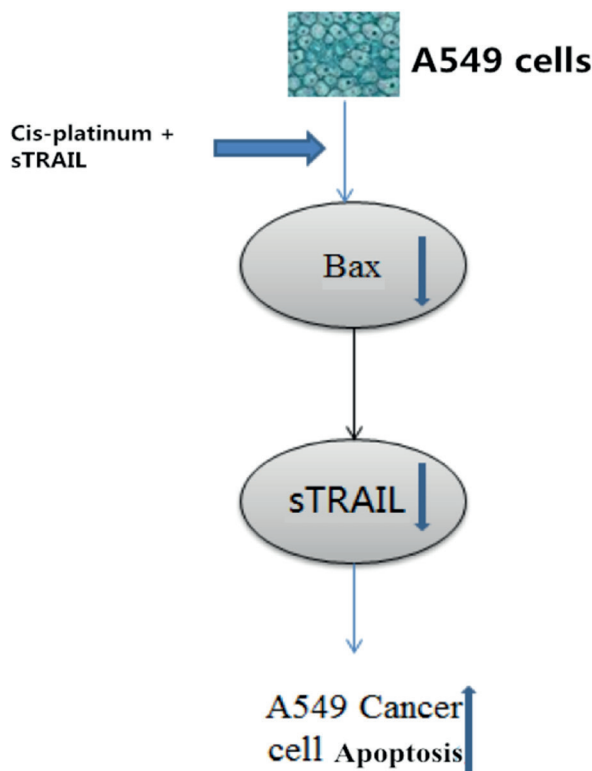 A549 cells
Cis-platinum +
sTRAIL
Bax
sTRAIL
A549 Cancer
cell Apoptosis